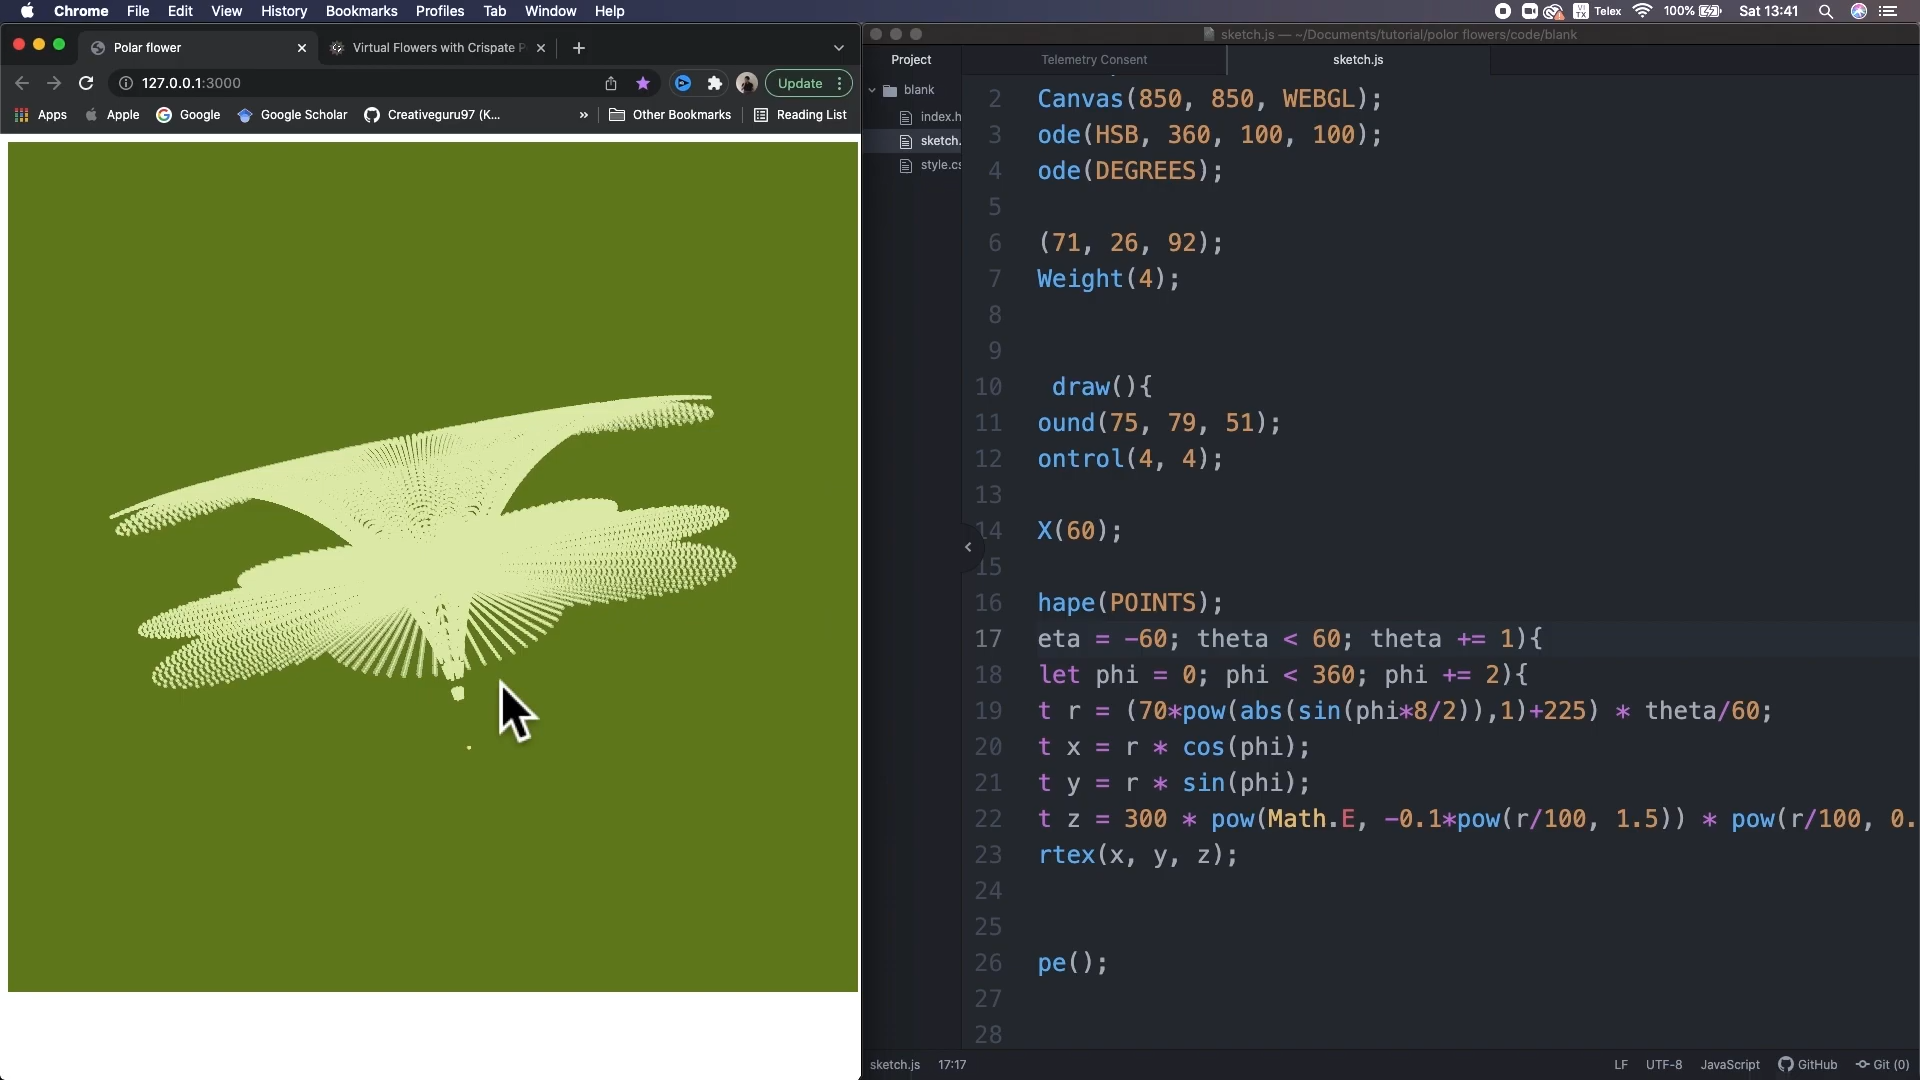 Chrome File Edit View History Bookmarks Profiles Tab Window Help
Telex 100% Sat 13:41
Polar flower
Virtual Flowers with Crispate P
127.0.0.1:3000
Update
Apps Apple Google Google Scholar Creativeguru97 (K... » Other Bookmarks Reading List
sketch.js — ~/Documents/tutorial/polor flowers/code/blank
Project
Telemetry Consent
sketch.js
blank
index.h
sketch.
style.cs
2 Canvas(850, 850, WEBGL);
3 ode(HSB, 360, 100, 100);
4 ode(DEGREES);
5
6 (71, 26, 92);
7 Weight(4);
8
9
10 draw(){
11 ound(75, 79, 51);
12 ontrol(4, 4);
13
14 X(60);
15
16 hape(POINTS);
17 eta = -60; theta < 60; theta += 1){
18 let phi = 0; phi < 360; phi += 2){
19 t r = (70*pow(abs(sin(phi*8/2)),1)+225) * theta/60;
20 t x = r * cos(phi);
21 t y = r * sin(phi);
22 t z = 300 * pow(Math.E, -0.1*pow(r/100, 1.5)) * pow(r/100, 0.
23 rtex(x, y, z);
24
25
26 pe();
27
28
sketch.js 17:17
LF UTF-8 JavaScript GitHub Git (0)